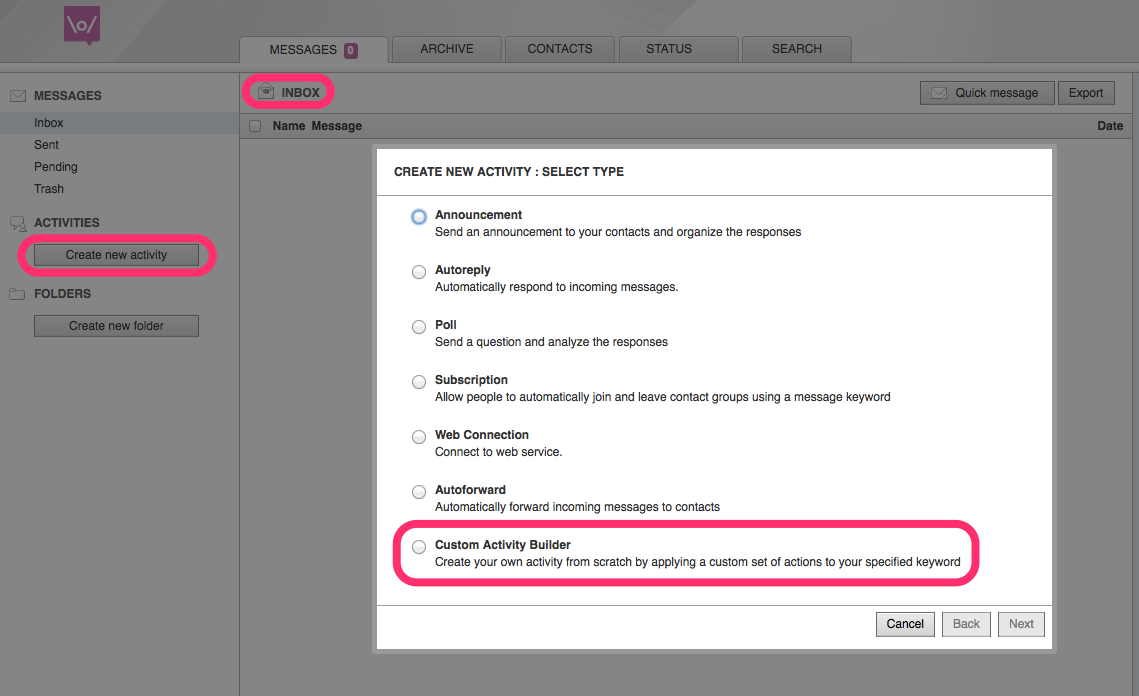 \o/
MESSAGES 0
ARCHIVE
CONTACTS
STATUS
SEARCH
MESSAGES
Inbox
Sent
Pending
Trash
ACTIVITIES
Create new activity
FOLDERS
Create new folder
INBOX
Quick message
Export
Name Message
Date
CREATE NEW ACTIVITY : SELECT TYPE
Announcement
Send an announcement to your contacts and organize the responses
Autoreply
Automatically respond to incoming messages.
Poll
Send a question and analyze the responses
Subscription
Allow people to automatically join and leave contact groups using a message keyword
Web Connection
Connect to web service.
Autoforward
Automatically forward incoming messages to contacts
Custom Activity Builder
Create your own activity from scratch by applying a custom set of actions to your specified keyword
Cancel
Back
Next